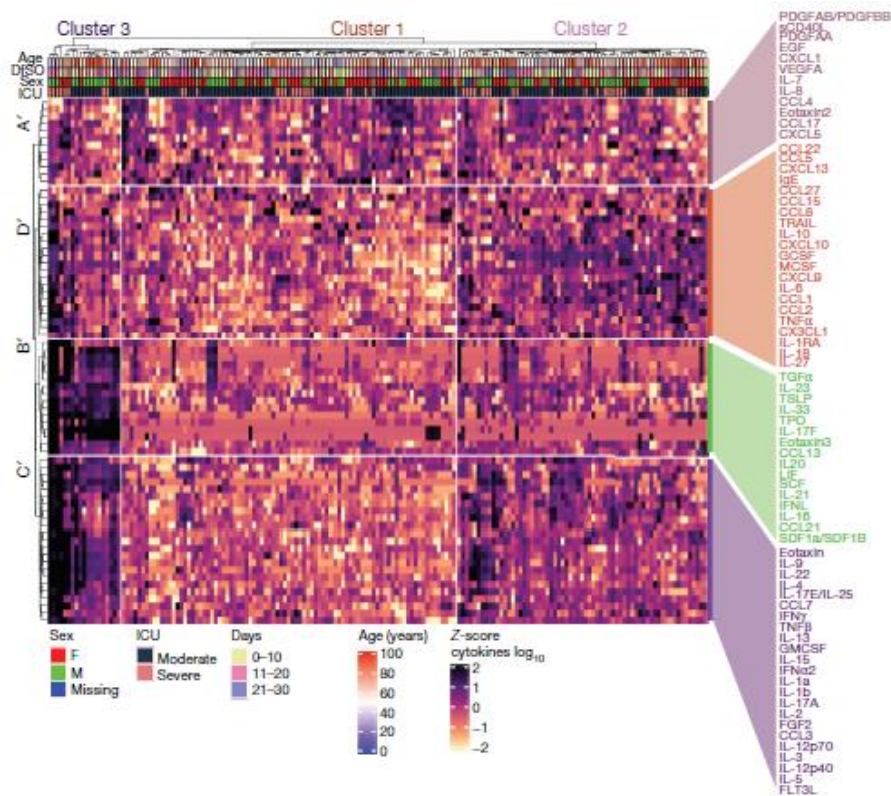 Cluster 3 Cluster 1 Cluster 2
Age
DISO
Sex
ICU
A′
D′
B′
C′
PDGFAB/PDGFBB
sCD40L
PDGFAA
EGF
CXCL1
VEGFA
IL-7
IL-8
CCL4
Eotaxin2
CCL17
CXCL5
CCL22
CCL5
CXCL13
IgE
CCL27
CCL15
CCL8
TRAIL
IL-10
CXCL10
GCSF
MCSF
CXCL9
IL-6
CCL1
CCL2
TNFα
CX3CL1
IL-1RA
IL-18
IL-27
TGFα
IL-23
TSLP
IL-33
TPO
IL-17F
Eotaxin3
CCL13
IL20
LIF
SCF
IL-21
IFNL
IL-16
CCL21
SDF1a/SDF1B
Eotaxin
IL-9
IL-22
IL-4
IL-17E/IL-25
CCL7
IFNγ
TNFβ
IL-13
GMCSF
IL-15
IFNα2
IL-1a
IL-1b
IL-17A
IL-2
FGF2
CCL3
IL-12p70
IL-3
IL-12p40
IL-5
FLT3L
Sex
F
M
Missing
ICU
Moderate
Severe
Days
0–10
11–20
21–30
Age (years)
100
80
60
40
20
0
Z-score
cytokines log10
2
1
0
−1
−2